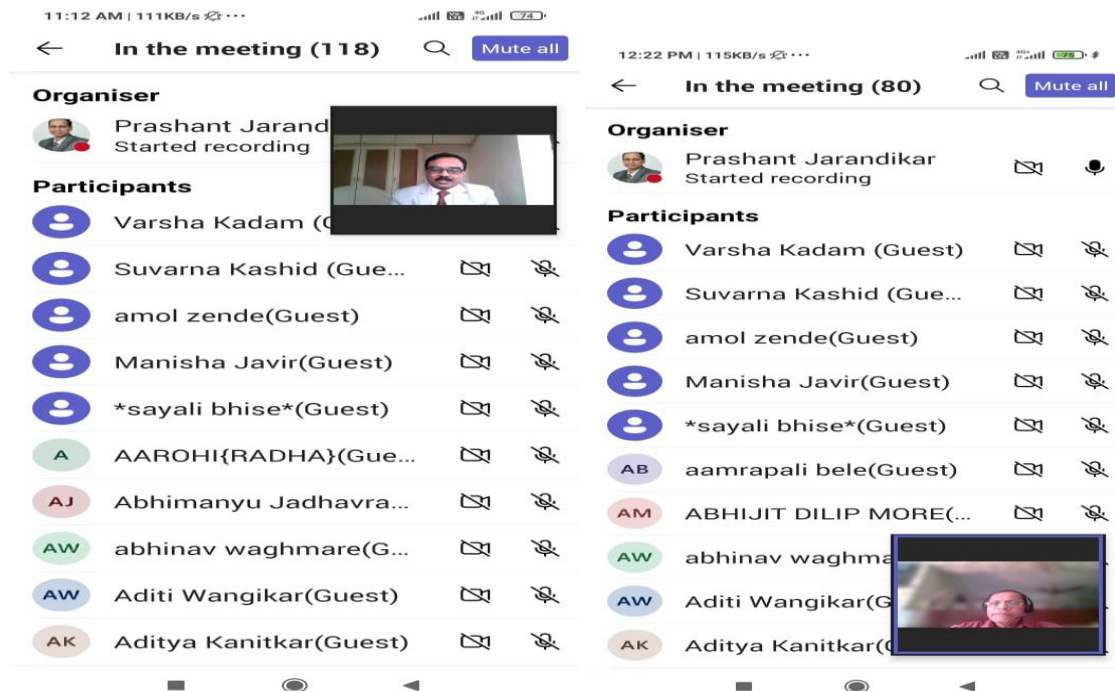 11:12 AM | 111KB/s
74
In the meeting (118)
Mute all
Organiser
Prashant Jarand
Started recording
Participants
Varsha Kadam (
Suvarna Kashid (Gue...
amol zende(Guest)
Manisha Javir(Guest)
*sayali bhise*(Guest)
A AAROHI{RADHA}(Gue...
AJ Abhimanyu Jadhavra...
AW abhinav waghmare(G...
AW Aditi Wangikar(Guest)
AK Aditya Kanitkar(Guest)
12:22 PM | 115KB/s
In the meeting (80)
Mute all
Organiser
Prashant Jarandikar
Started recording
Participants
Varsha Kadam (Guest)
Suvarna Kashid (Gue...
amol zende(Guest)
Manisha Javir(Guest)
*sayali bhise*(Guest)
AB aamrapali bele(Guest)
AM ABHIJIT DILIP MORE(...
AW abhinav waghma
AW Aditi Wangikar(G
AK Aditya Kanitkar(